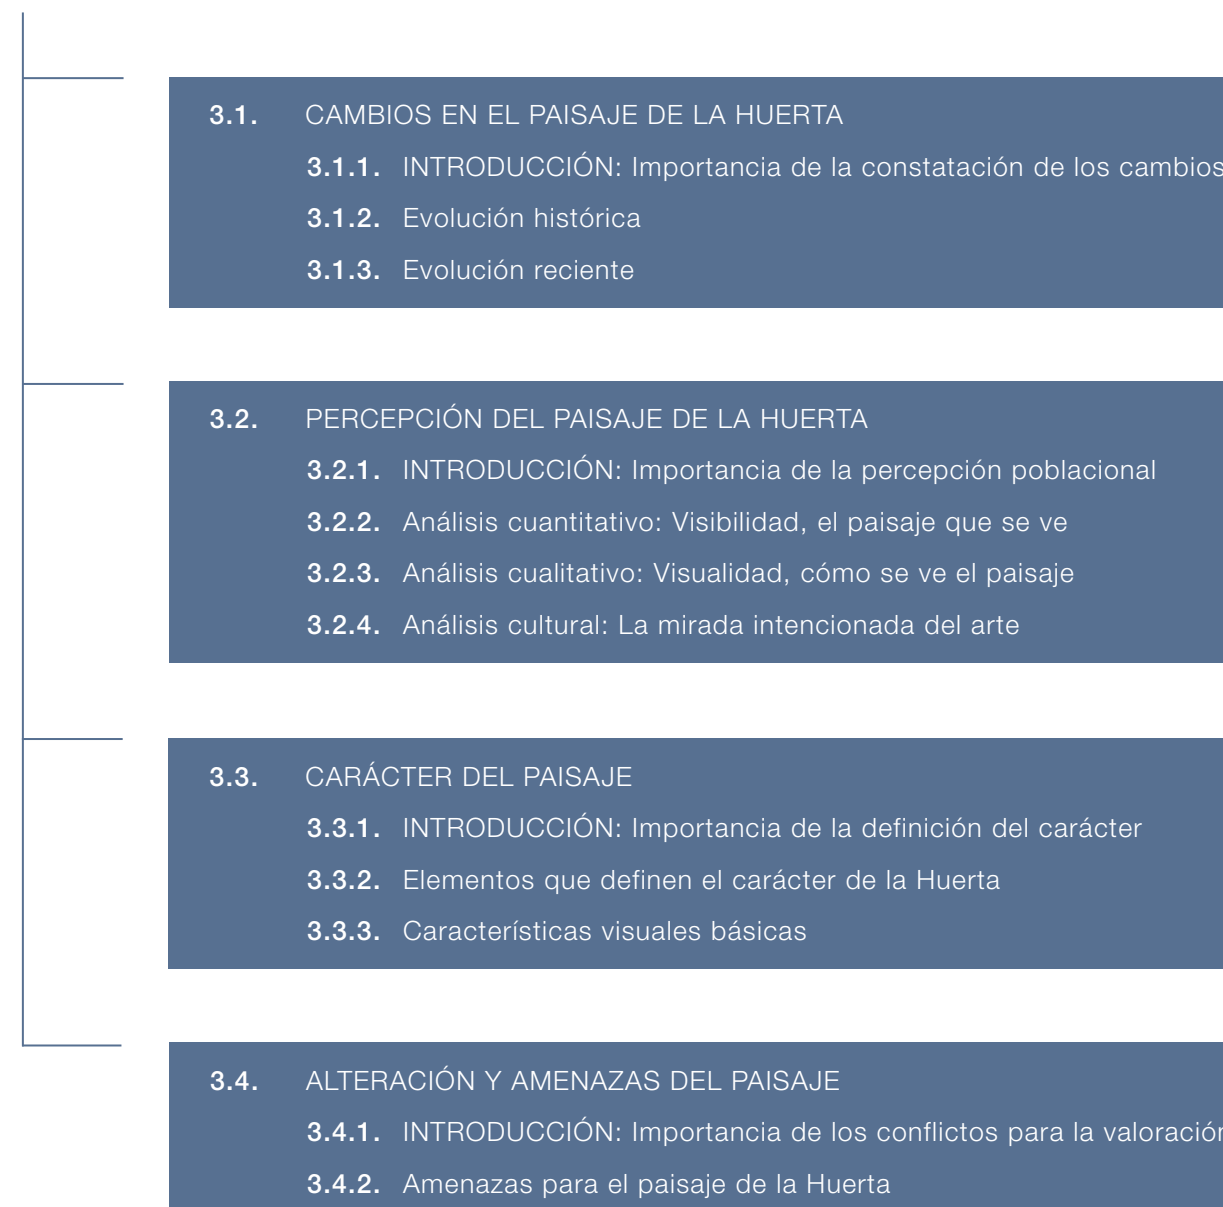 3.1. CAMBIOS EN EL PAISAJE DE LA HUERTA
3.1.1. INTRODUCCIÓN: Importancia de la constatación de los cambios
3.1.2. Evolución histórica
3.1.3. Evolución reciente
3.2. PERCEPCIÓN DEL PAISAJE DE LA HUERTA
3.2.1. INTRODUCCIÓN: Importancia de la percepción poblacional
3.2.2. Análisis cuantitativo: Visibilidad, el paisaje que se ve
3.2.3. Análisis cualitativo: Visualidad, cómo se ve el paisaje
3.2.4. Análisis cultural: La mirada intencionada del arte
3.3. CARÁCTER DEL PAISAJE
3.3.1. INTRODUCCIÓN: Importancia de la definición del carácter
3.3.2. Elementos que definen el carácter de la Huerta
3.3.3. Características visuales básicas
3.4. ALTERACIÓN Y AMENAZAS DEL PAISAJE
3.4.1. INTRODUCCIÓN: Importancia de los conflictos para la valoración
3.4.2. Amenazas para el paisaje de la Huerta